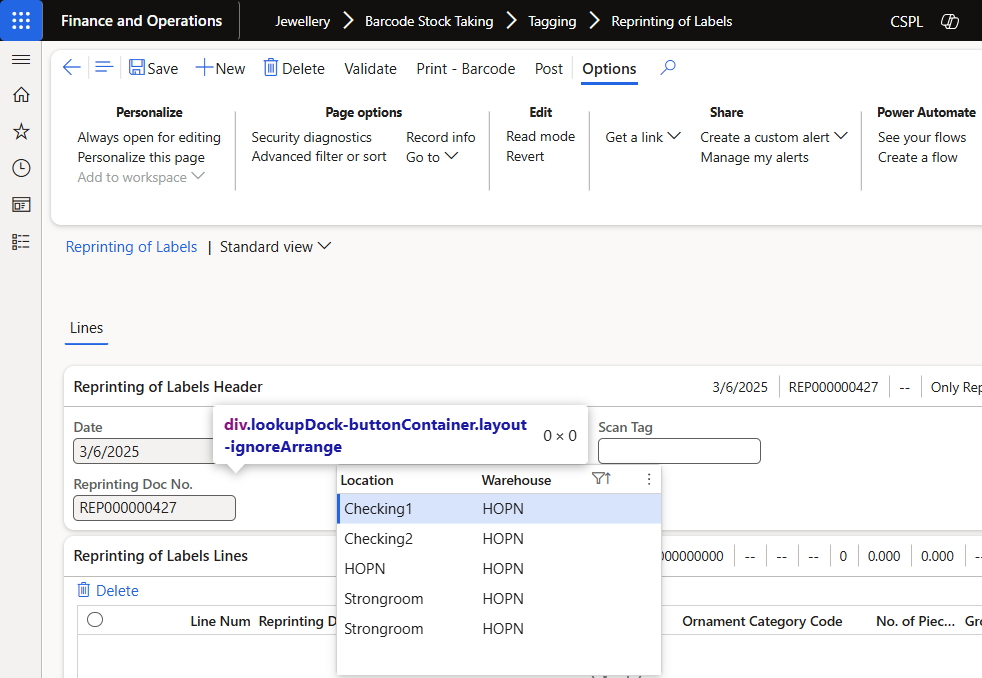 Finance and Operations Jewellery Barcode Stock Taking Tagging Reprinting of Labels CSPL
Save New Delete Validate Print - Barcode Post Options
Personalize Page options Edit Share Power Automate
Always open for editing Security diagnostics Record info Read mode Get a link Create a custom alert See your flows
Personalize this page Advanced filter or sort Go to Revert Manage my alerts Create a flow
Add to workspace
Reprinting of Labels | Standard view
Lines
Reprinting of Labels Header 3/6/2025 REP000000427 -- Only Rep
Date div.lookupDock-buttonContainer.layout-ignoreArrange 0 × 0 Scan Tag
3/6/2025
Reprinting Doc No. Location Warehouse
REP000000427 Checking1 HOPN
Checking2 HOPN
Reprinting of Labels Lines 000000000 -- -- -- 0 0.000 0.000 --
HOPN HOPN
Delete Strongroom HOPN
Line Num Reprinting D Strongroom HOPN Ornament Category Code No. of Piec... Gro